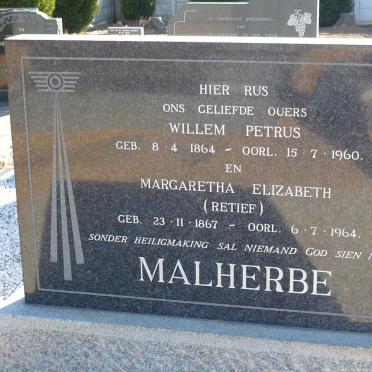 HIER RUS
ONS GELIEFDE OUERS
WILLEM PETRUS
GEB. 8·4 1864 ~ OORL. 15·7·1960.
EN
MARGARETHA ELIZABETH
(RETIEF)
GEB. 23·11·1867 ~ OORL. 6·7·1964.
SONDER HEILIGMAKING SAL NIEMAND GOD SIEN
MALHERBE